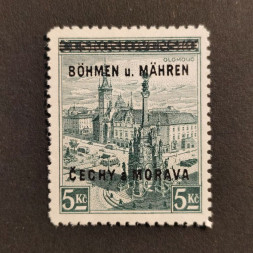 OLOMOUC
BÖHMEN u. MÄHREN
ČECHY a MORAVA
5Kč 5Kč